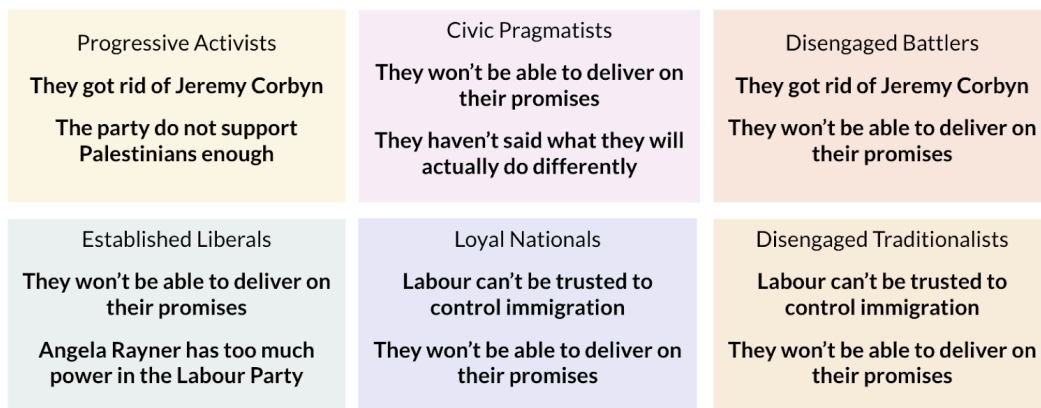 Progressive Activists
They got rid of Jeremy Corbyn
The party do not support
Palestinians enough
Civic Pragmatists
They won't be able to deliver on
their promises
They haven't said what they will
actually do differently
Disengaged Battlers
They got rid of Jeremy Corbyn
They won't be able to deliver on
their promises
Established Liberals
They won't be able to deliver on
their promises
Angela Rayner has too much
power in the Labour Party
Loyal Nationals
Labour can't be trusted to
control immigration
They won't be able to deliver on
their promises
Disengaged Traditionalists
Labour can't be trusted to
control immigration
They won't be able to deliver on
their promises